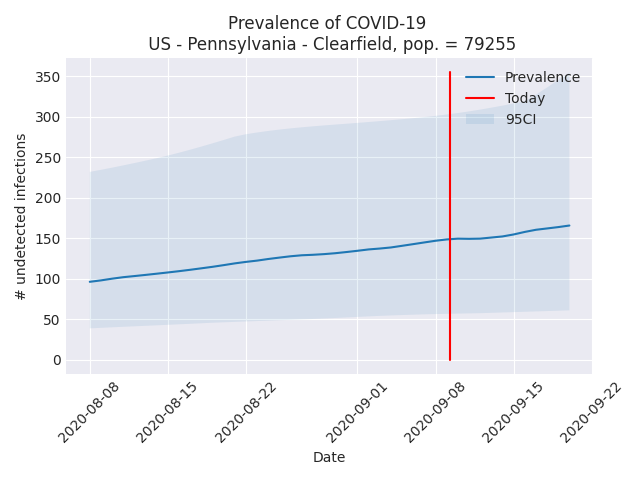 Prevalence of COVID-19
US - Pennsylvania - Clearfield, pop. = 79255
Prevalence
Today
95CI
# undetected infections
350
300
250
200
150
100
50
0
2020-08-08
2020-08-15
2020-08-22
2020-09-01
2020-09-08
2020-09-15
2020-09-22
Date